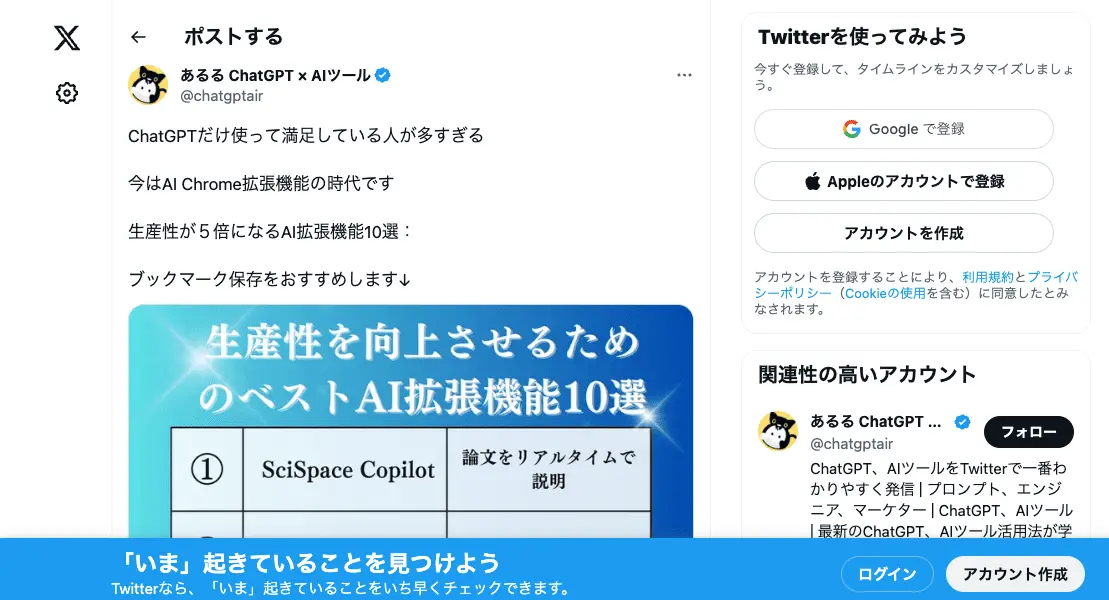 ポストする
あるる ChatGPT × AIツール
@chatgptair
ChatGPTだけ使って満足している人が多すぎる
今はAI Chrome拡張機能の時代です
生産性が５倍になるAI拡張機能10選：
ブックマーク保存をおすすめします↓
生産性を向上させるため
のベストAI拡張機能10選
① SciSpace Copilot 論文をリアルタイムで
説明
Twitterを使ってみよう
今すぐ登録して、タイムラインをカスタマイズしましょ
う。
Google で登録
Appleのアカウントで登録
アカウントを作成
アカウントを登録することにより、利用規約とプライバ
シーポリシー（Cookieの使用を含む）に同意したとみ
なされます。
関連性の高いアカウント
あるる ChatGPT ...
@chatgptair
フォロー
ChatGPT、AIツールをTwitterで一番わ
かりやすく発信 | プロンプト、エンジ
ニア、マーケター | ChatGPT、AIツール
| 最新のChatGPT、AIツール活用法が学
「いま」起きていることを見つけよう
Twitterなら、「いま」起きていることをいち早くチェックできます。
ログイン
アカウント作成